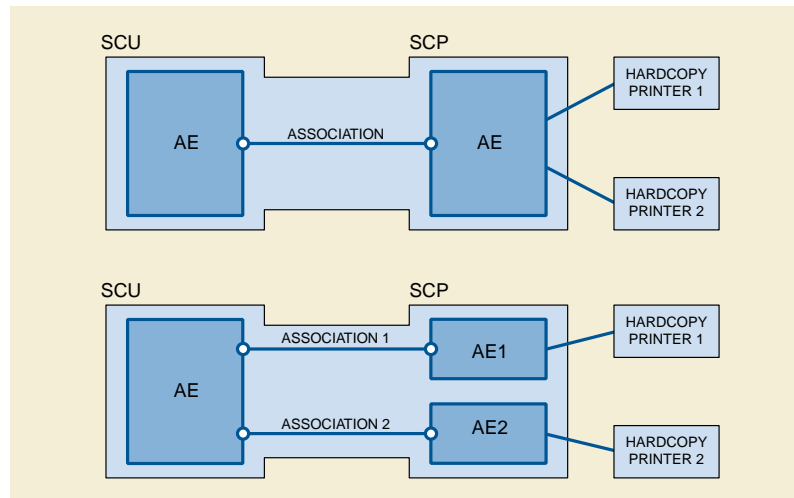 SCU
SCP
HARDCOPY
PRINTER 1
AE
ASSOCIATION
AE
HARDCOPY
PRINTER 2
SCU
SCP
HARDCOPY
PRINTER 1
ASSOCIATION 1
AE1
AE
ASSOCIATION 2
AE2
HARDCOPY
PRINTER 2